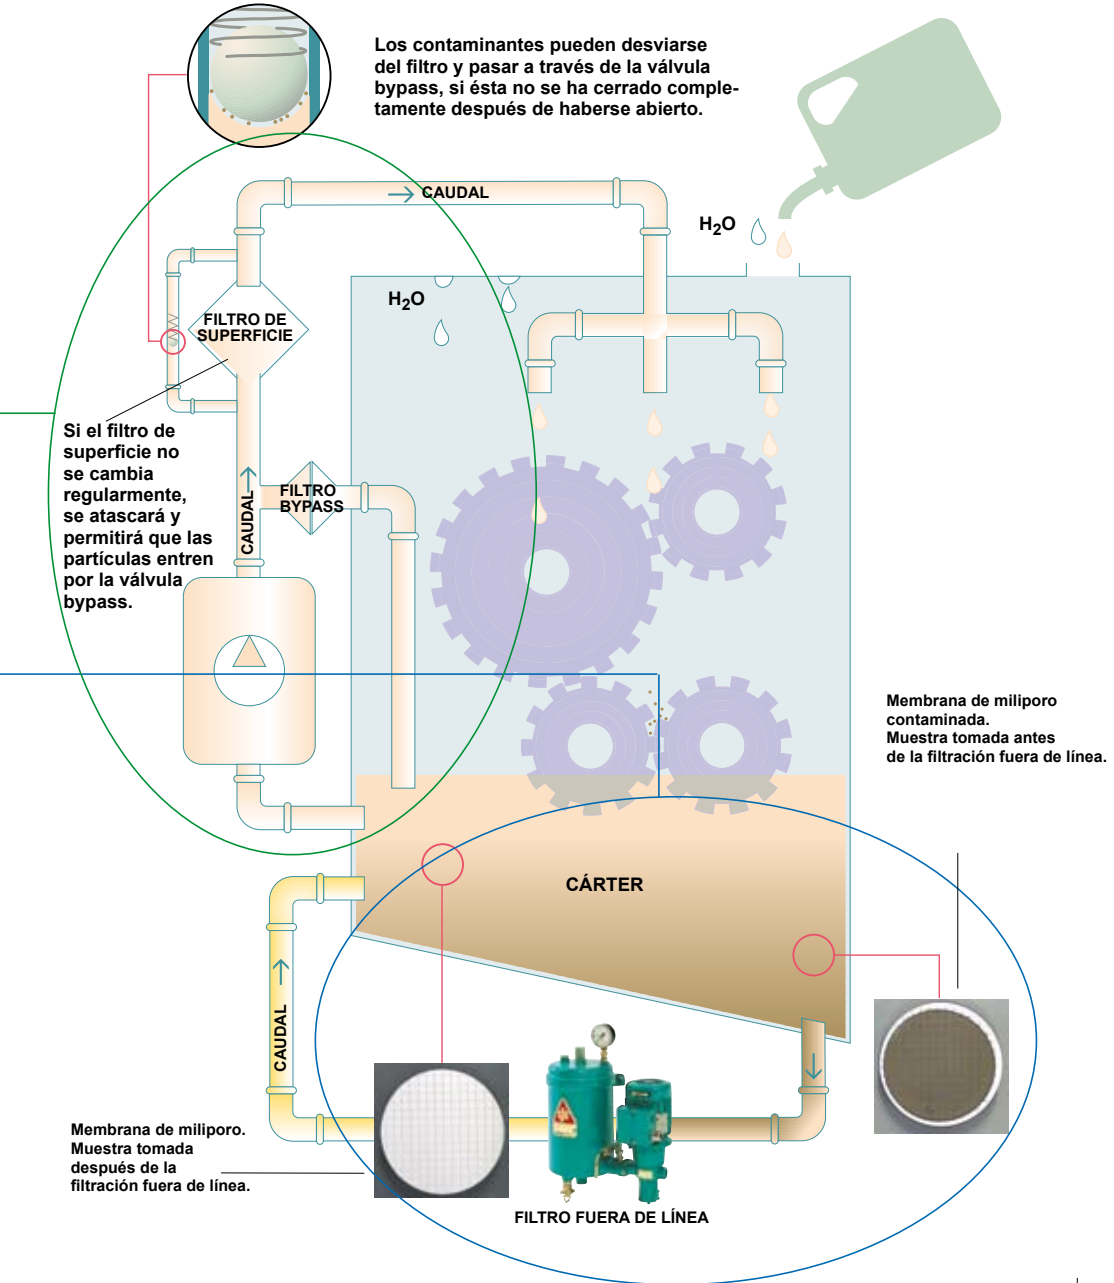 Los contaminantes pueden desviarse
del filtro y pasar a través de la válvula
bypass, si ésta no se ha cerrado comple-
tamente después de haberse abierto.
CAUDAL
H₂O
H₂O
FILTRO DE
SUPERFICIE
Si el filtro de
superficie no
se cambia
regularmente,
se atascará y
permitirá que las
partículas entren
por la válvula
bypass.
CAUDAL
FILTRO
BYPASS
Membrana de miliporo
contaminada.
Muestra tomada antes
de la filtración fuera de línea.
CÁRTER
CAUDAL
Membrana de miliporo.
Muestra tomada
después de la
filtración fuera de línea.
FILTRO FUERA DE LÍNEA